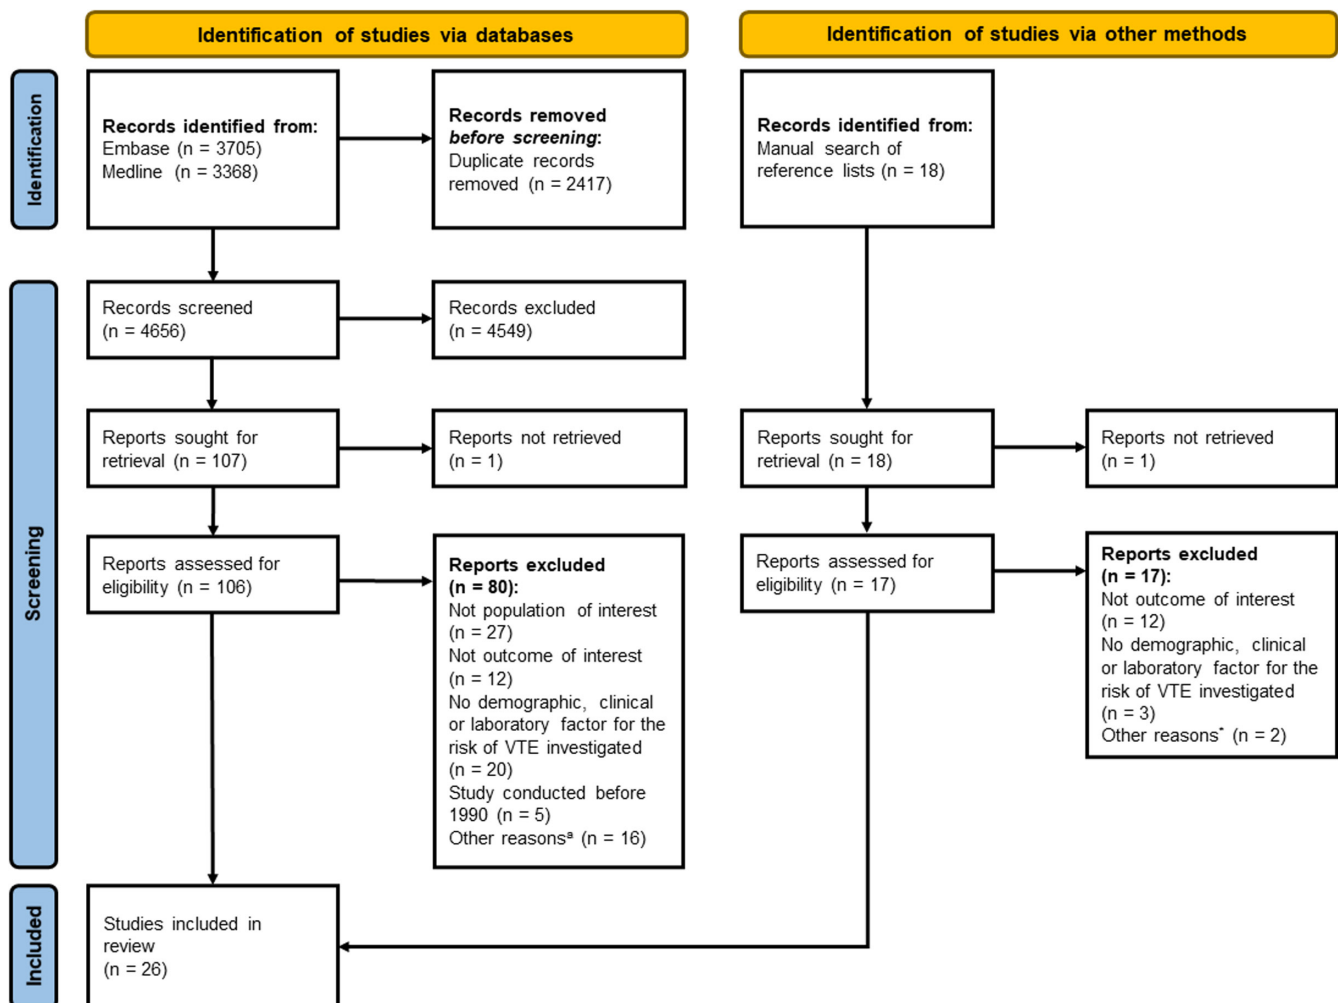 Identification of studies via databases
Identification of studies via other methods
Identification
Records identified from:
Embase (n = 3705)
Medline (n = 3368)
Records removed
before screening:
Duplicate records
removed (n = 2417)
Records identified from:
Manual search of
reference lists (n = 18)
Screening
Records screened
(n = 4656)
Records excluded
(n = 4549)
Reports sought for
retrieval (n = 107)
Reports not retrieved
(n = 1)
Reports sought for
retrieval (n = 18)
Reports not retrieved
(n = 1)
Reports assessed for
eligibility (n = 106)
Reports excluded
(n = 80):
Not population of interest
(n = 27)
Not outcome of interest
(n = 12)
No demographic, clinical
or laboratory factor for the
risk of VTE investigated
(n = 20)
Study conducted before
1990 (n = 5)
Other reasonsª (n = 16)
Reports assessed for
eligibility (n = 17)
Reports excluded
(n = 17):
Not outcome of interest
(n = 12)
No demographic, clinical
or laboratory factor for the
risk of VTE investigated
(n = 3)
Other reasons* (n = 2)
Included
Studies included in
review
(n = 26)